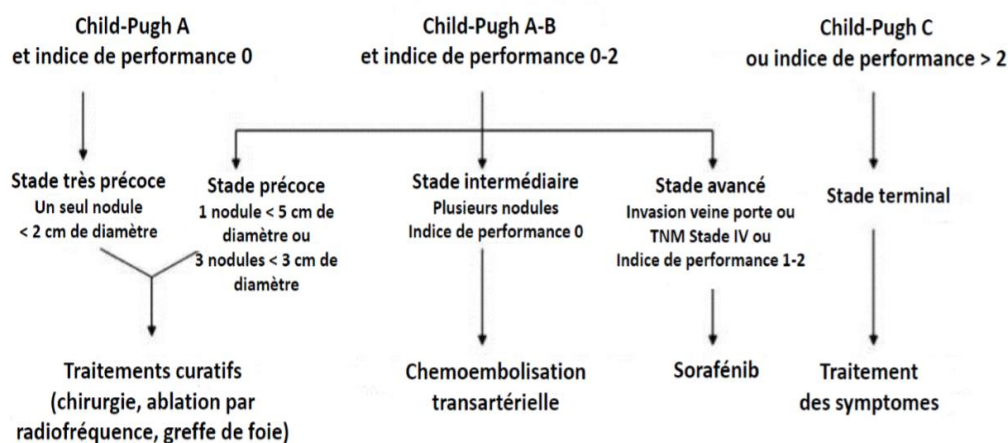 Child-Pugh A
et indice de performance 0
Child-Pugh A-B
et indice de performance 0-2
Child-Pugh C
ou indice de performance > 2
Stade très précoce
Un seul nodule
< 2 cm de diamètre
Stade précoce
1 nodule < 5 cm de
diamètre ou
3 nodules < 3 cm de
diamètre
Stade intermédiaire
Plusieurs nodules
Indice de performance 0
Stade avancé
Invasion veine porte ou
TNM Stade IV ou
Indice de performance 1-2
Stade terminal
Traitements curatifs
(chirurgie, ablation par
radiofréquence, greffe de foie)
Chemoembolisation
transartérielle
Sorafénib
Traitement
des symptomes